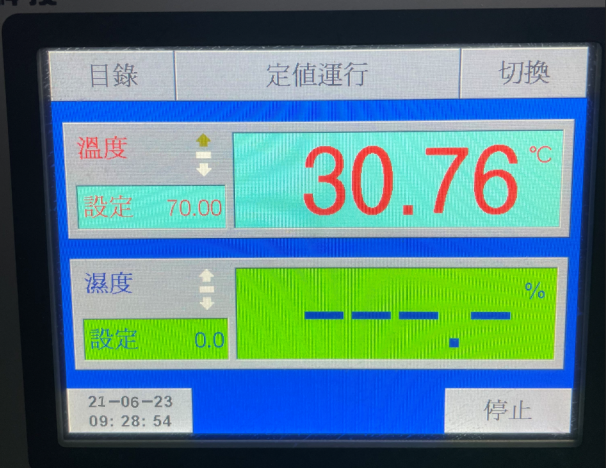 目錄 定值運行 切換
溫度 30.76 ℃
設定 70.00
濕度 ---.- %
設定 0.0
21-06-23
09:28:54
停止